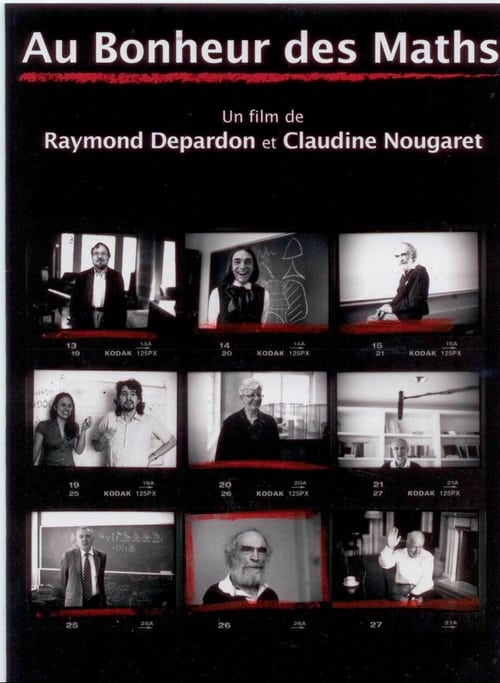 Au Bonheur des Maths
Un film de
Raymond Depardon et Claudine Nougaret
13 13A 14 14A 15 15A
19 KODAK 125PX 20 KODAK 125PX 21 KODAK 125PX
19 19A 20 20A 21 21A
25 KODAK 125PX 26 KODAK 125PX 27 KODAK 125PX
25 25A 26 26A 27 27A